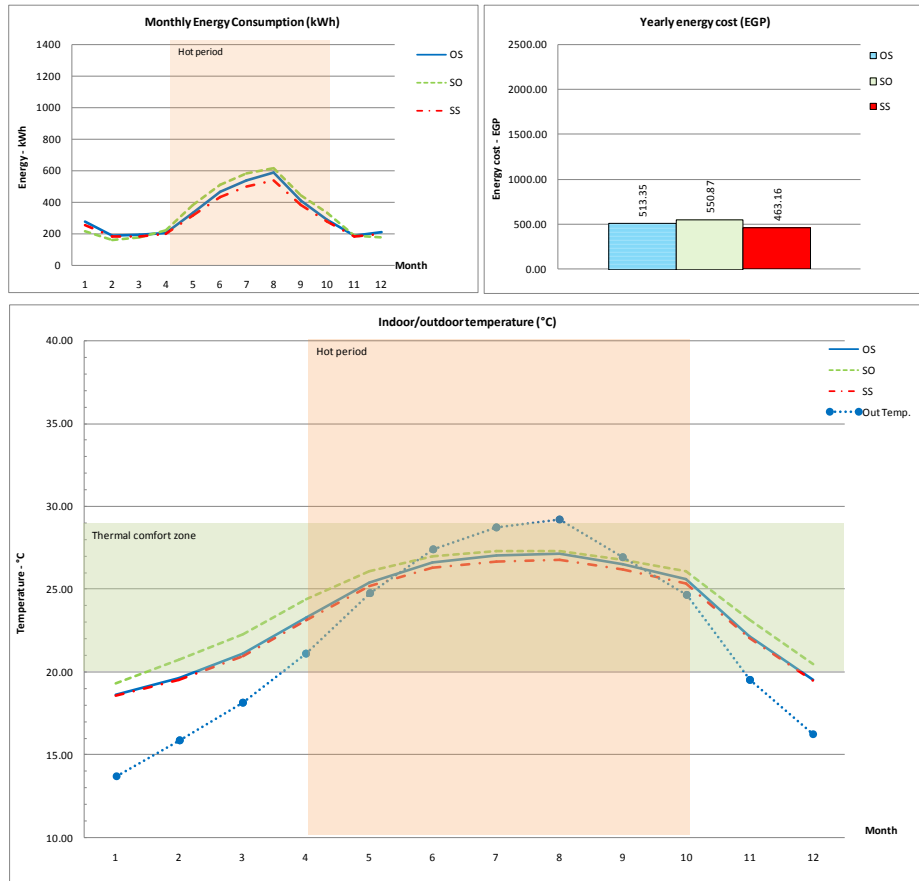 Monthly Energy Consumption (kWh)
1400
1200
1000
800
600
400
200
0
Energy - kWh
Hot period
OS
SO
SS
Month
1 2 3 4 5 6 7 8 9 10 11 12
Yearly energy cost (EGP)
2500.00
2000.00
1500.00
1000.00
500.00
0.00
Energy cost - EGP
513.35
550.87
463.16
OS
SO
SS
Indoor/outdoor temperature (°C)
40.00
35.00
30.00
25.00
20.00
15.00
10.00
Temperature - °C
Hot period
Thermal comfort zone
OS
SO
SS
Out Temp.
Month
1 2 3 4 5 6 7 8 9 10 11 12